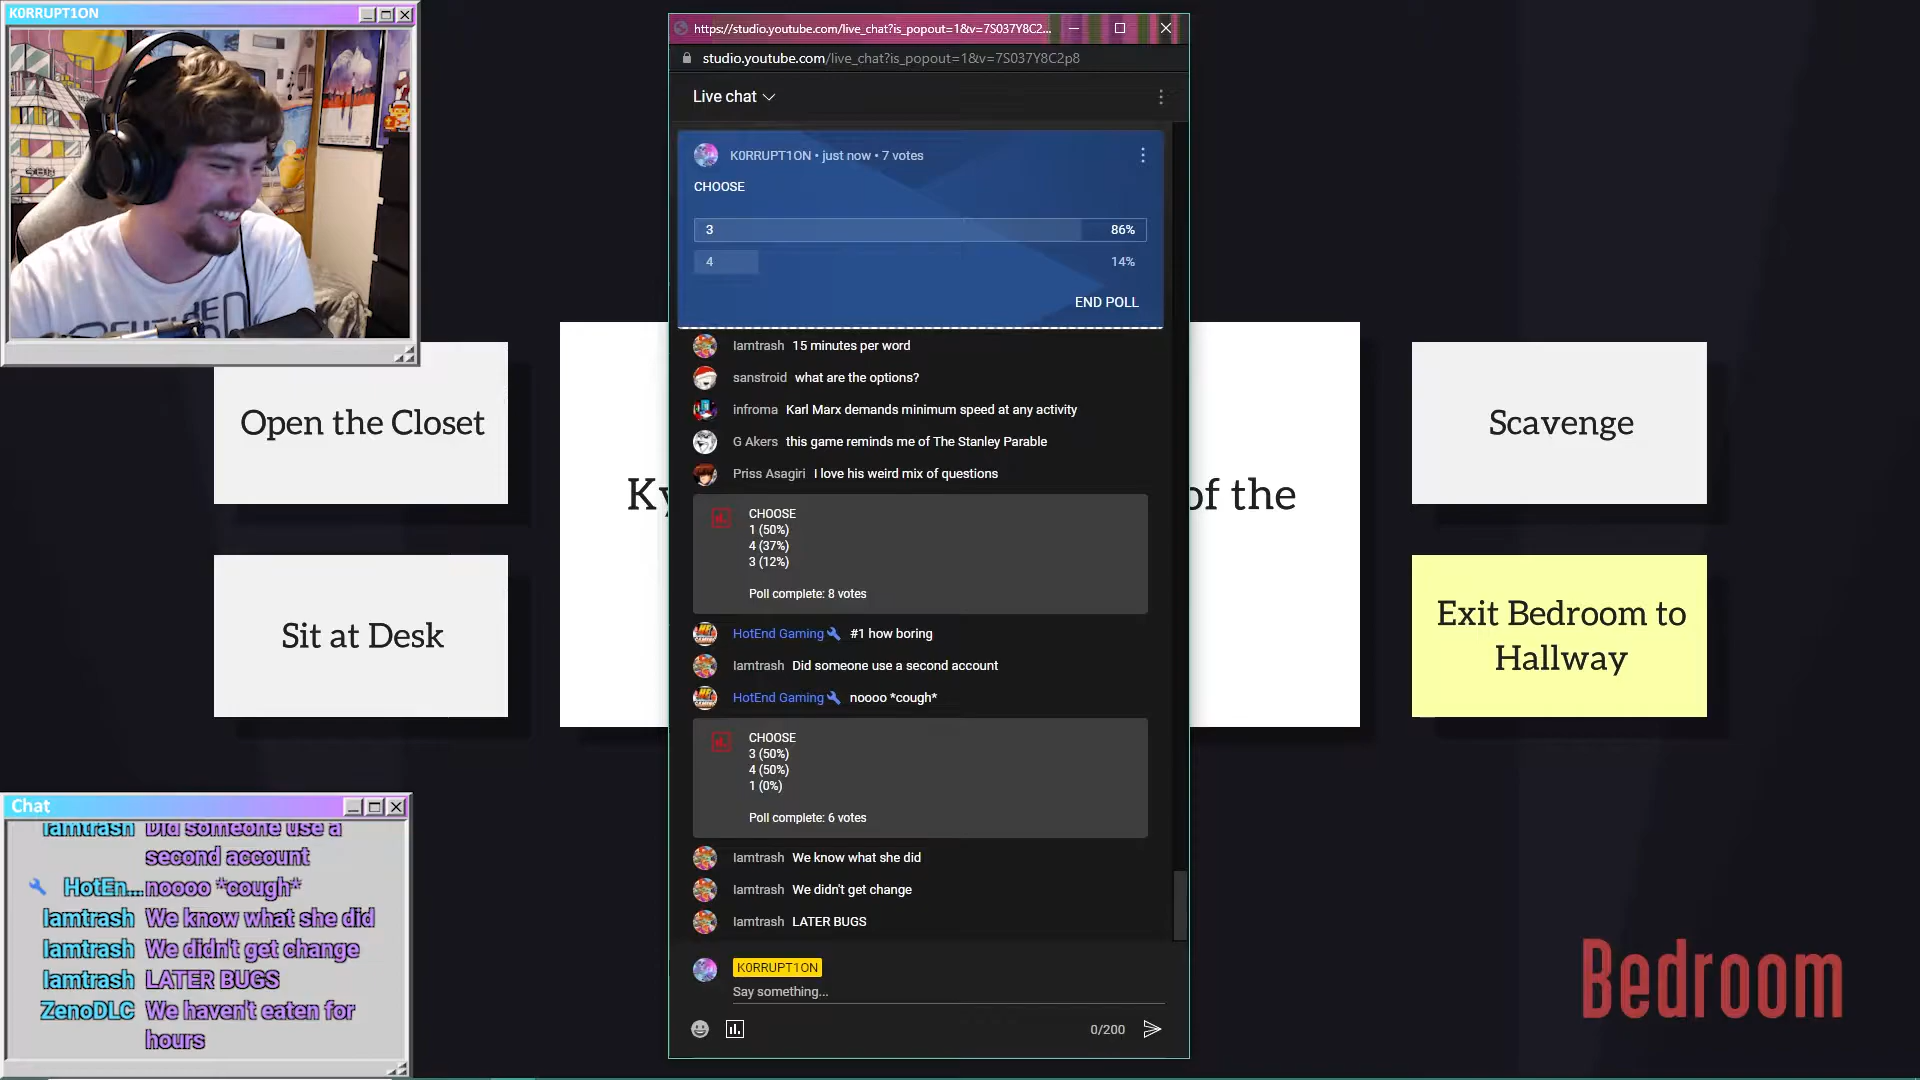 K0RRUPT1ON
https://studio.youtube.com/live_chat?is_popout=1&v=7S037Y8C2...
studio.youtube.com/live_chat?is_popout=1&v=7S037Y8C2p8
Live chat
K0RRUPT1ON • just now • 7 votes
CHOOSE
3 86%
4 14%
END POLL
Iamtrash 15 minutes per word
sanstroid what are the options?
infroma Karl Marx demands minimum speed at any activity
G Akers this game reminds me of The Stanley Parable
Priss Asagiri I love his weird mix of questions
CHOOSE
1 (50%)
4 (37%)
3 (12%)
Poll complete: 8 votes
HotEnd Gaming #1 how boring
Iamtrash Did someone use a second account
HotEnd Gaming noooo *cough*
CHOOSE
3 (50%)
4 (50%)
1 (0%)
Poll complete: 6 votes
Iamtrash We know what she did
Iamtrash We didn't get change
Iamtrash LATER BUGS
K0RRUPT1ON
Say something...
0/200
Open the Closet
Sit at Desk
Ky
of the
Scavenge
Exit Bedroom to
Hallway
Chat
Iamtrash Did someone use a
second account
HotEn... noooo *cough*
Iamtrash We know what she did
Iamtrash We didn't get change
Iamtrash LATER BUGS
ZenoDLC We haven't eaten for
hours
Bedroom